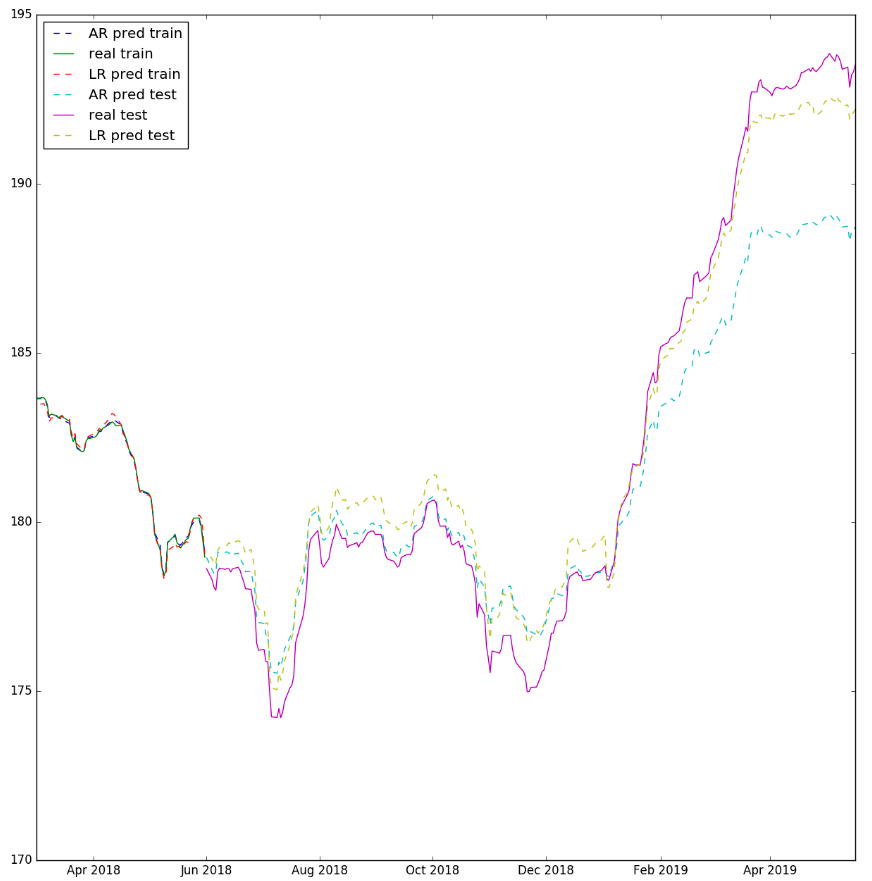 195
AR pred train
real train
LR pred train
AR pred test
real test
LR pred test
190
185
180
175
170
Apr 2018 Jun 2018 Aug 2018 Oct 2018 Dec 2018 Feb 2019 Apr 2019